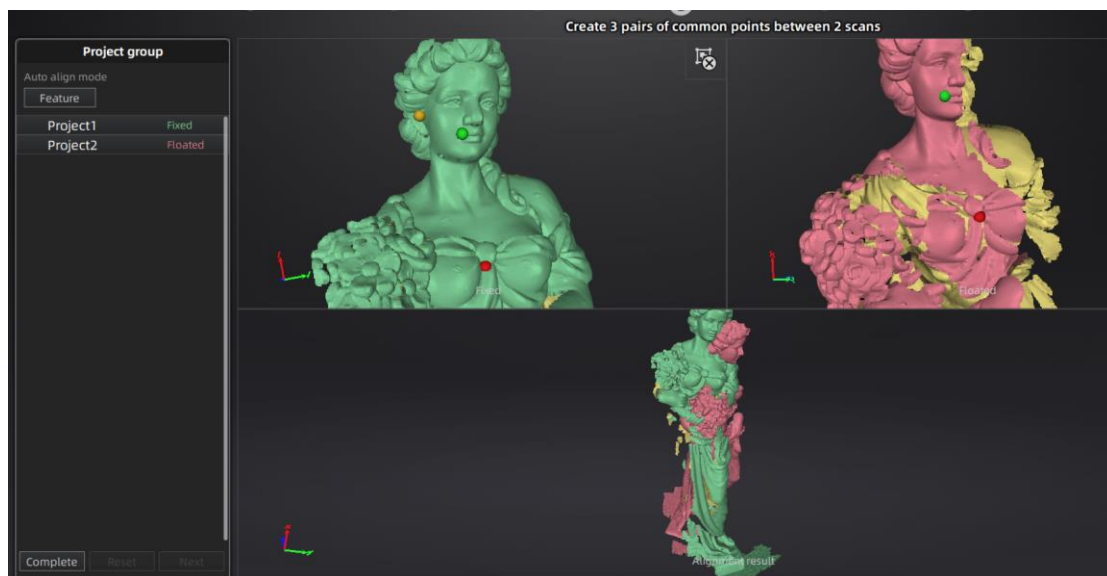 Create 3 pairs of common points between 2 scans
Project group
Auto align mode
Feature
Project1 Fixed
Project2 Floated
Fixed
Floated
Alignment result
Complete Reset Next